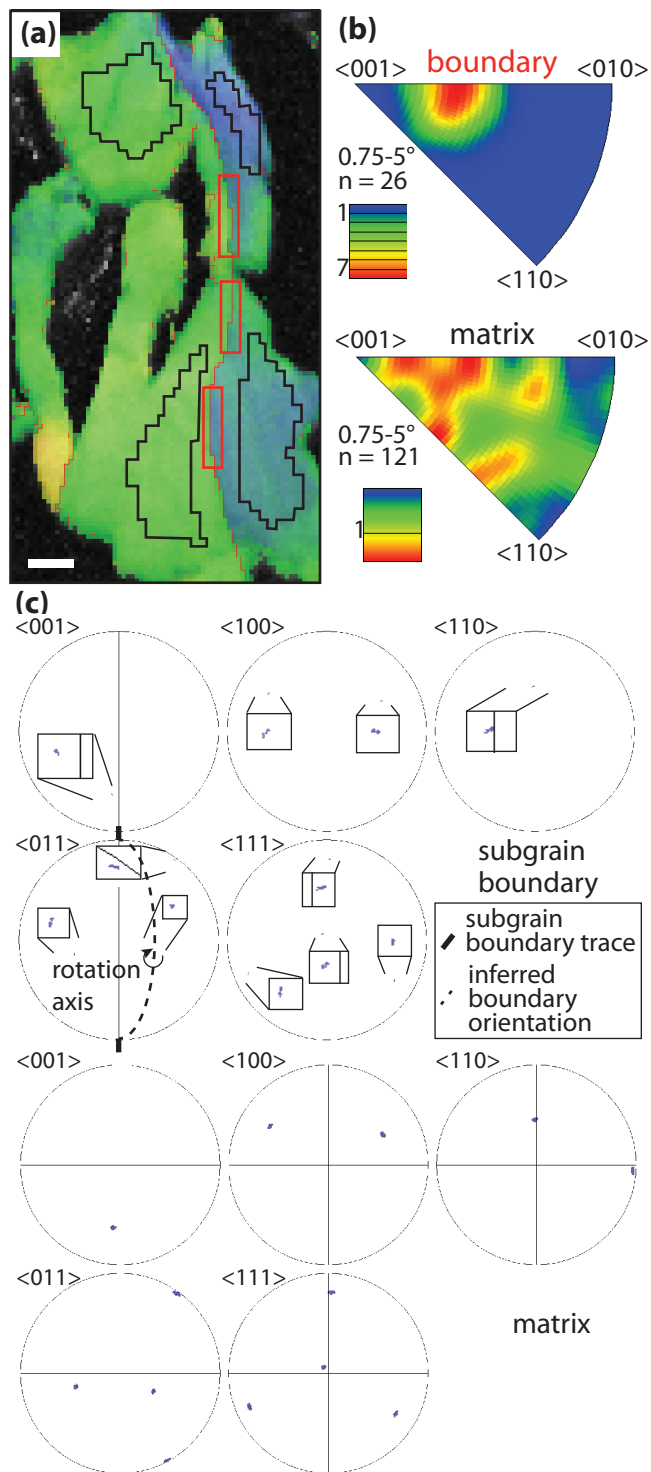 (a)
(b)
<001> boundary <010>
0.75-5°
n = 26
1
7
<110>
<001> matrix <010>
0.75-5°
n = 121
1
<110>
(c)
<001> <100> <110>
<011> <111>
rotation
axis
subgrain
boundary
subgrain
boundary trace
inferred
boundary
orientation
<001> <100> <110>
<011> <111>
matrix